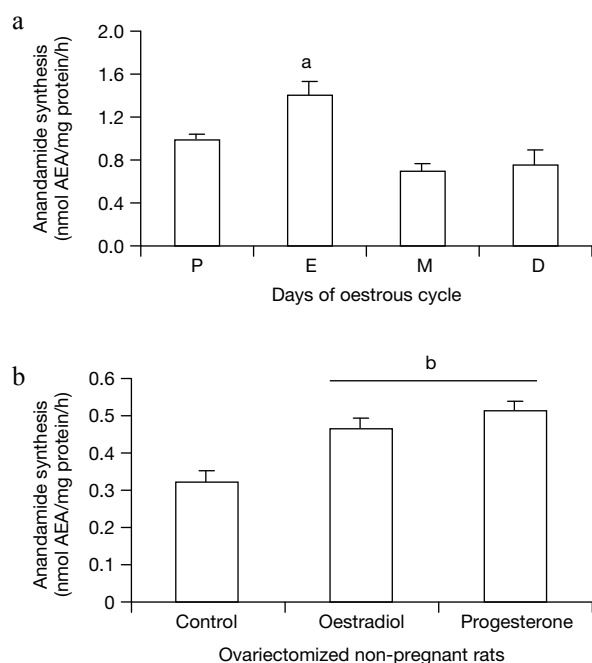 a
Anandamide synthesis
(nmol AEA/mg protein/h)
2.0
1.6
1.2
0.8
0.4
0.0
a
P E M D
Days of oestrous cycle
b
Anandamide synthesis
(nmol AEA/mg protein/h)
0.6
0.5
0.4
0.3
0.2
0.1
0
b
Control Oestradiol Progesterone
Ovariectomized non-pregnant rats